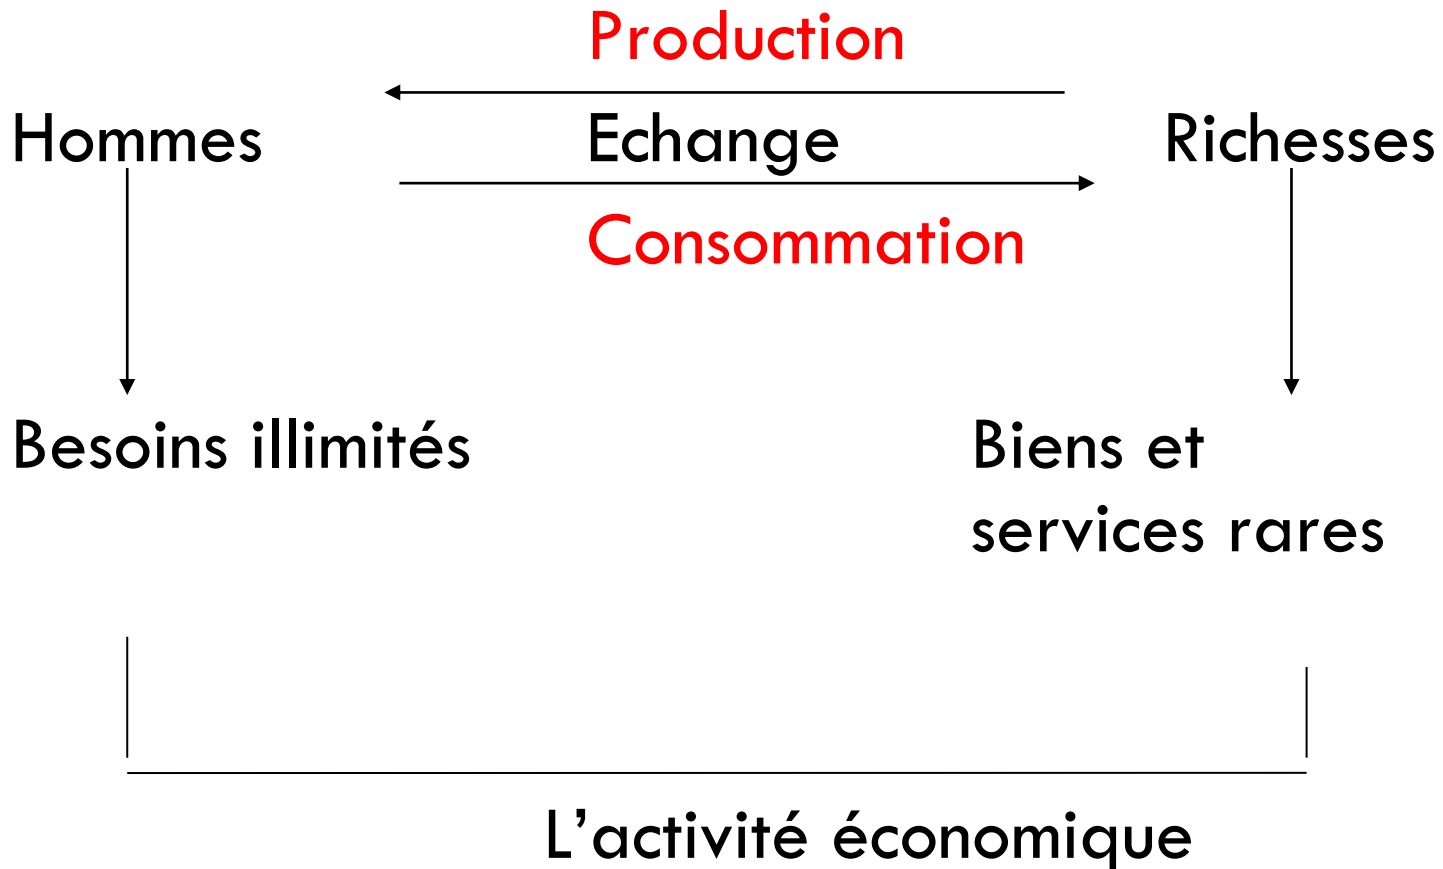 Production
Hommes Echange Richesses
Consommation
Besoins illimités Biens et
services rares
L’activité économique